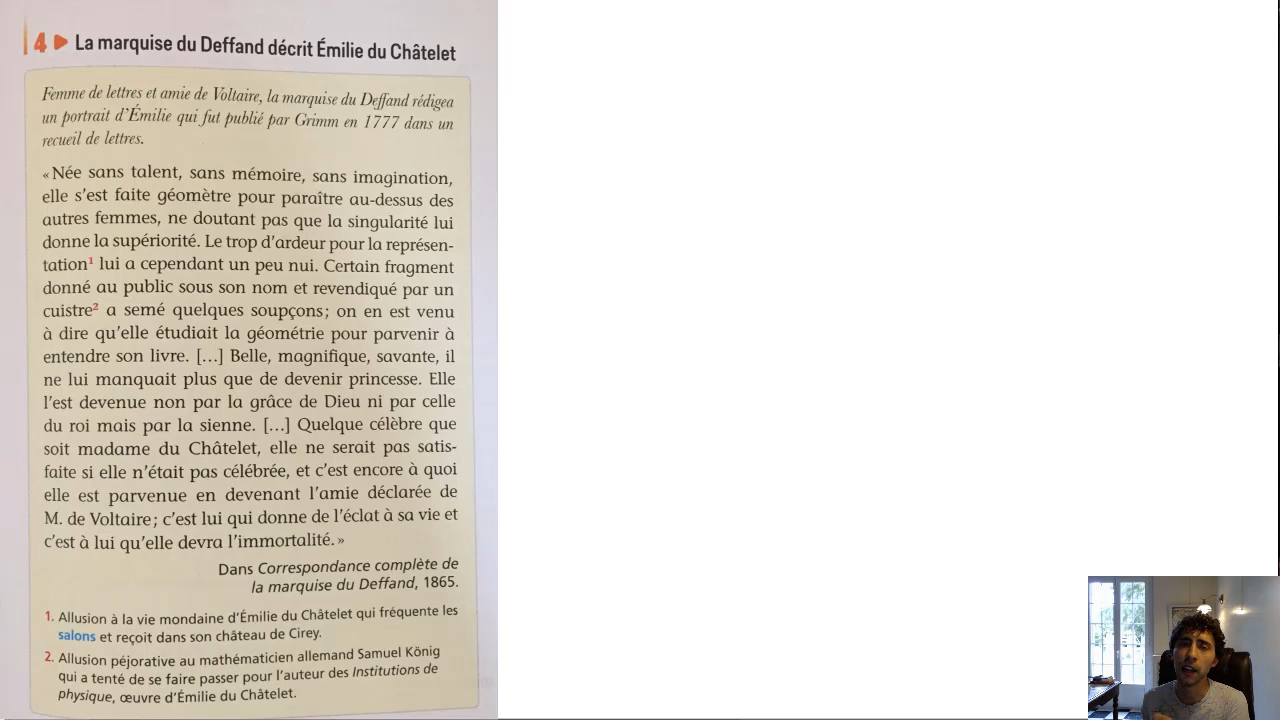 4 ▶ La marquise du Deffand décrit Émilie du Châtelet
Femme de lettres et amie de Voltaire, la marquise du Deffand rédigea
un portrait d'Émilie qui fut publié par Grimm en 1777 dans un
recueil de lettres.
«Née sans talent, sans mémoire, sans imagination,
elle s'est faite géomètre pour paraître au-dessus des
autres femmes, ne doutant pas que la singularité lui
donne la supériorité. Le trop d'ardeur pour la représen-
tation¹ lui a cependant un peu nui. Certain fragment
donné au public sous son nom et revendiqué par un
cuistre² a semé quelques soupçons; on en est venu
à dire qu'elle étudiait la géométrie pour parvenir à
entendre son livre. [...] Belle, magnifique, savante, il
ne lui manquait plus que de devenir princesse. Elle
l'est devenue non par la grâce de Dieu ni par celle
du roi mais par la sienne. [...] Quelque célèbre que
soit madame du Châtelet, elle ne serait pas satis-
faite si elle n'était pas célébrée, et c'est encore à quoi
elle est parvenue en devenant l'amie déclarée de
M. de Voltaire; c'est lui qui donne de l'éclat à sa vie et
c'est à lui qu'elle devra l'immortalité.»
Dans Correspondance complète de
la marquise du Deffand, 1865.
1. Allusion à la vie mondaine d'Émilie du Châtelet qui fréquente les
salons et reçoit dans son château de Cirey.
2. Allusion péjorative au mathématicien allemand Samuel König
qui a tenté de se faire passer pour l'auteur des Institutions de
physique, œuvre d'Émilie du Châtelet.